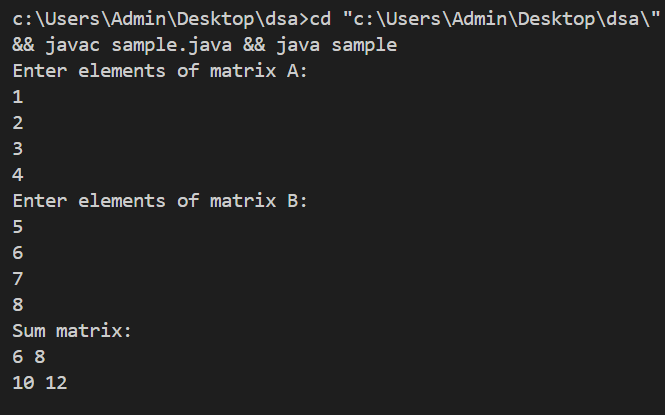 c:\Users\Admin\Desktop\dsa>cd "c:\Users\Admin\Desktop\dsa\"
&& javac sample.java && java sample
Enter elements of matrix A:
1
2
3
4
Enter elements of matrix B:
5
6
7
8
Sum matrix:
6 8
10 12